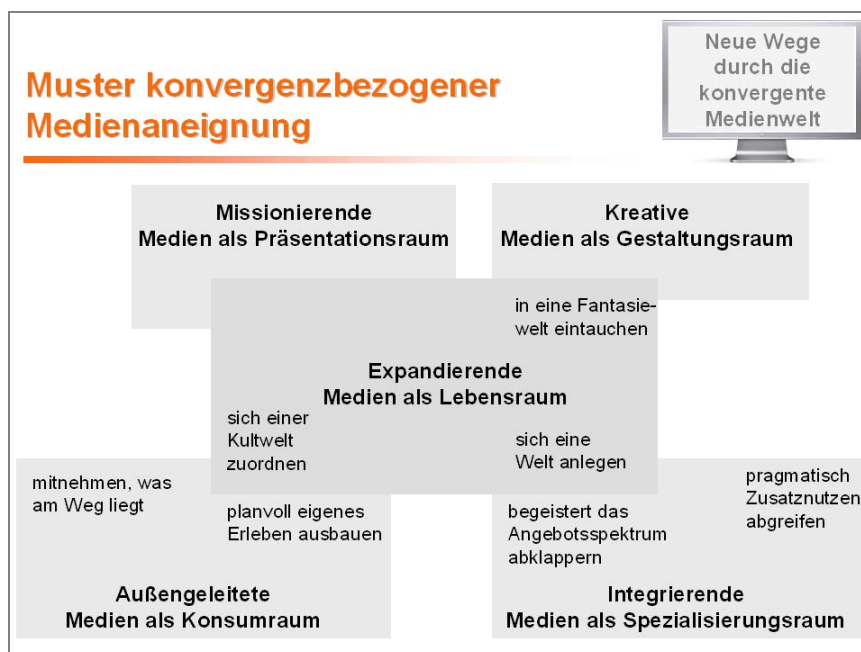 Muster konvergenzbezogener
Medienaneignung
Neue Wege
durch die
konvergente
Medienwelt
Missionierende
Medien als Präsentationsraum
Kreative
Medien als Gestaltungsraum
in eine Fantasie-
welt eintauchen
Expandierende
Medien als Lebensraum
sich einer
Kultwelt
zuordnen
sich eine
Welt anlegen
mitnehmen, was
am Weg liegt
planvoll eigenes
Erleben ausbauen
begeistert das
Angebotsspektrum
abklappern
pragmatisch
Zusatznutzen
abgreifen
Außengeleitete
Medien als Konsumraum
Integrierende
Medien als Spezialisierungsraum